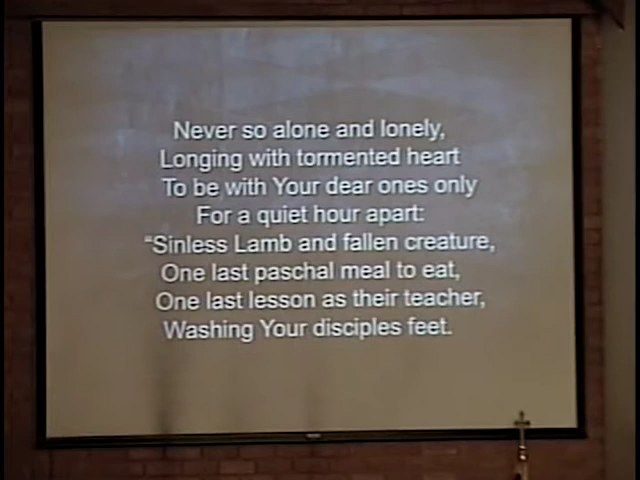 Never so alone and lonely,
Longing with tormented heart
To be with Your dear ones only
For a quiet hour apart:
“Sinless Lamb and fallen creature,
One last paschal meal to eat,
One last lesson as their teacher,
Washing Your disciples feet.